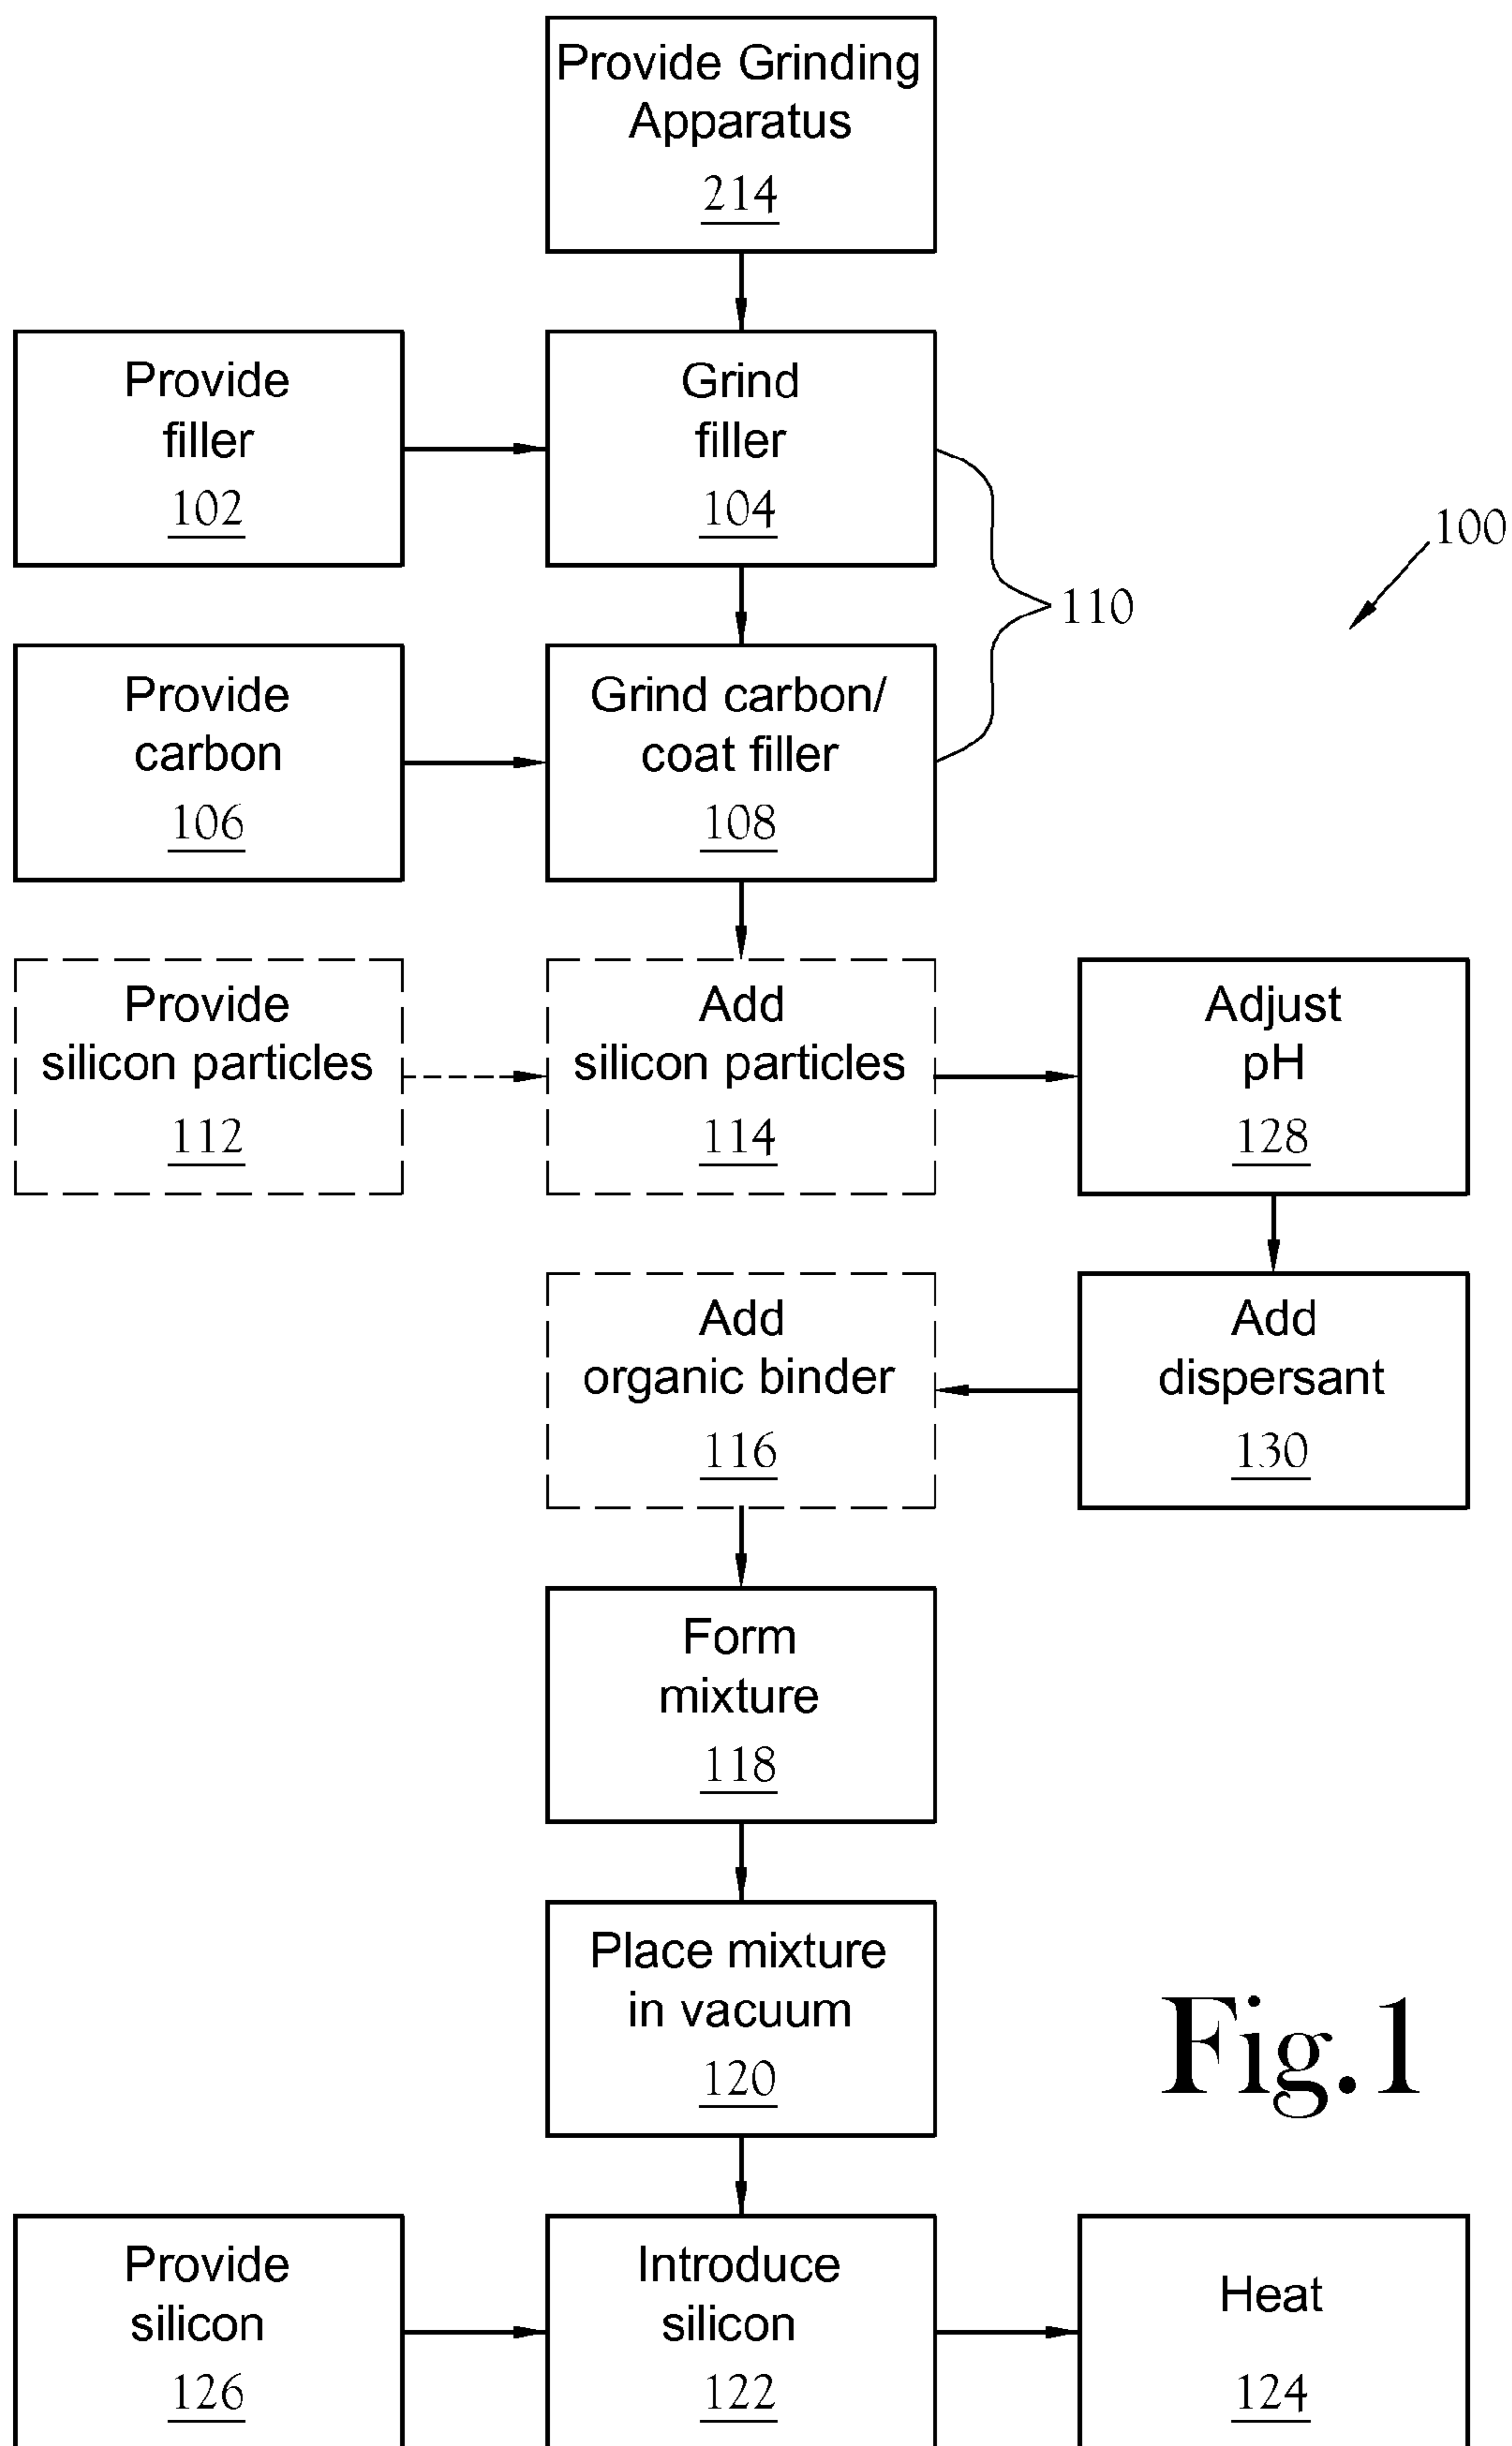 Provide Grinding
Apparatus
214
Provide
filler
102
Grind
filler
104
100
110
Provide
carbon
106
Grind carbon/
coat filler
108
Provide
silicon particles
112
Add
silicon particles
114
Adjust
pH
128
Add
organic binder
116
Add
dispersant
130
Form
mixture
118
Place mixture
in vacuum
120
Fig.1
Provide
silicon
126
Introduce
silicon
122
Heat
124